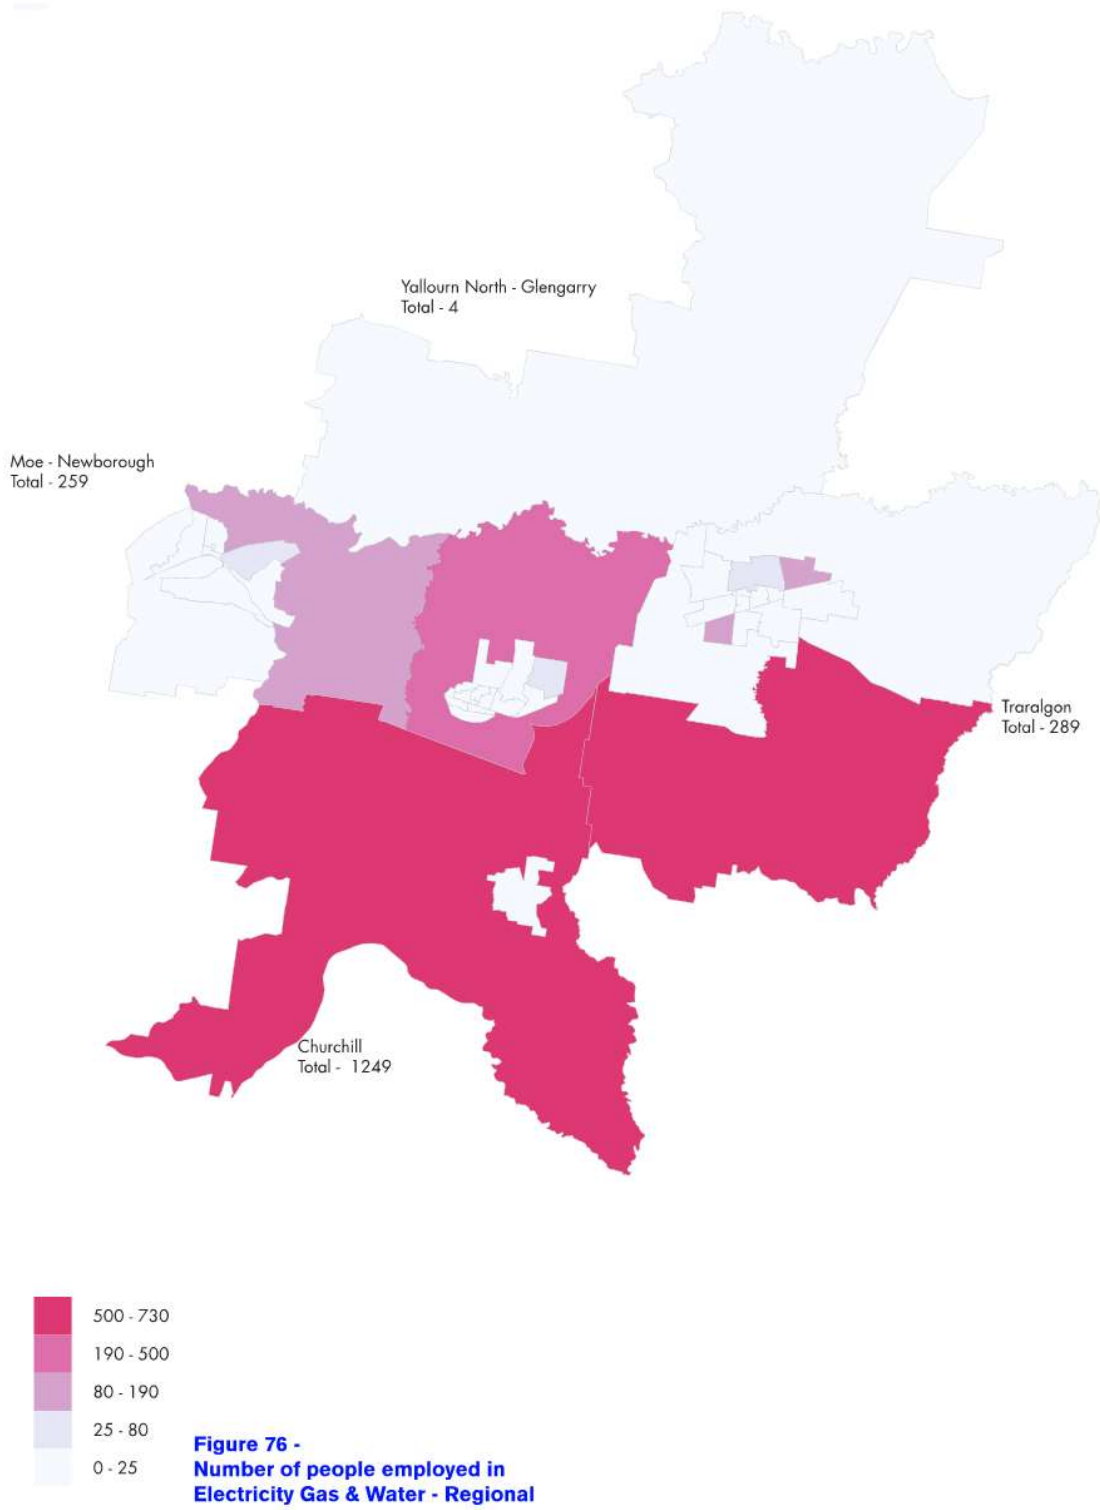 Yallourn North - Glengarry
Total - 4
Moe - Newborough
Total - 259
Traralgon
Total - 289
Churchill
Total - 1249
500 - 730
190 - 500
80 - 190
25 - 80
0 - 25
Figure 76 -
Number of people employed in
Electricity Gas & Water - Regional